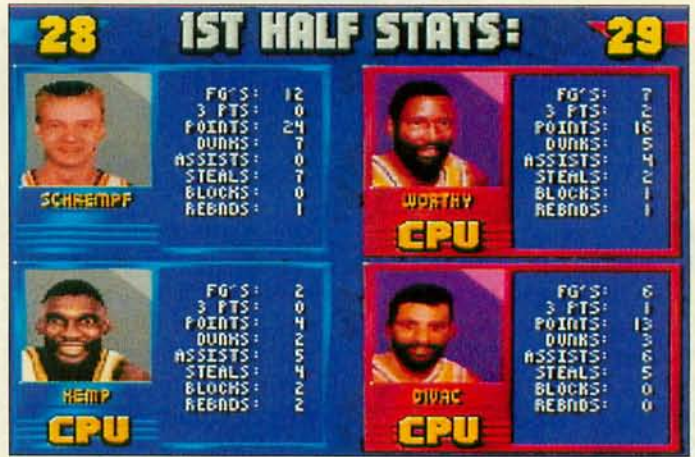 28 1ST HALF STATS: 29
FG'S: 12
3 PTS: 0
POINTS: 24
DUNKS: 7
ASSISTS: 0
STEALS: 7
BLOCKS: 0
REBNDS: 1
SCHREMPF
FG'S: 7
3 PTS: 2
POINTS: 16
DUNKS: 5
ASSISTS: 4
STEALS: 2
BLOCKS: 1
REBNDS: 1
WORTHY
CPU
FG'S: 2
3 PTS: 0
POINTS: 4
DUNKS: 2
ASSISTS: 5
STEALS: 4
BLOCKS: 2
REBNDS: 2
KEMP
CPU
FG'S: 6
3 PTS: 1
POINTS: 13
DUNKS: 3
ASSISTS: 6
STEALS: 5
BLOCKS: 0
REBNDS: 0
DIVAC
CPU